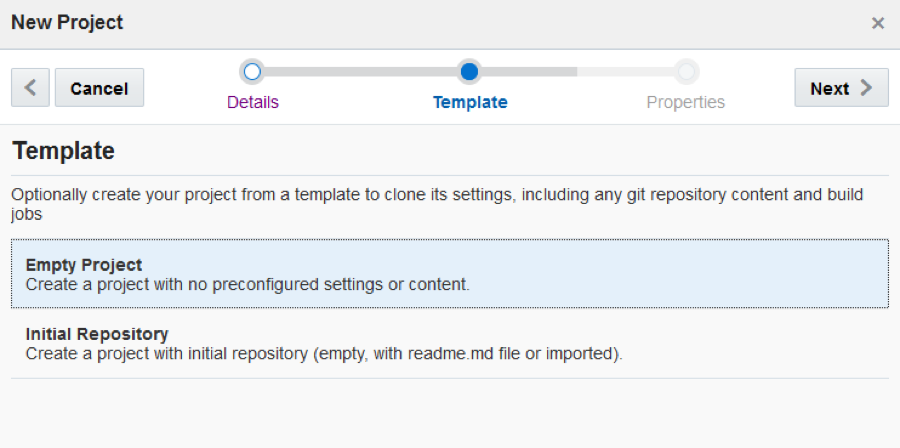 New Project
×
Cancel
Details
Template
Properties
Next
Template
Optionally create your project from a template to clone its settings, including any git repository content and build
jobs
Empty Project
Create a project with no preconfigured settings or content.
Initial Repository
Create a project with initial repository (empty, with readme.md file or imported).